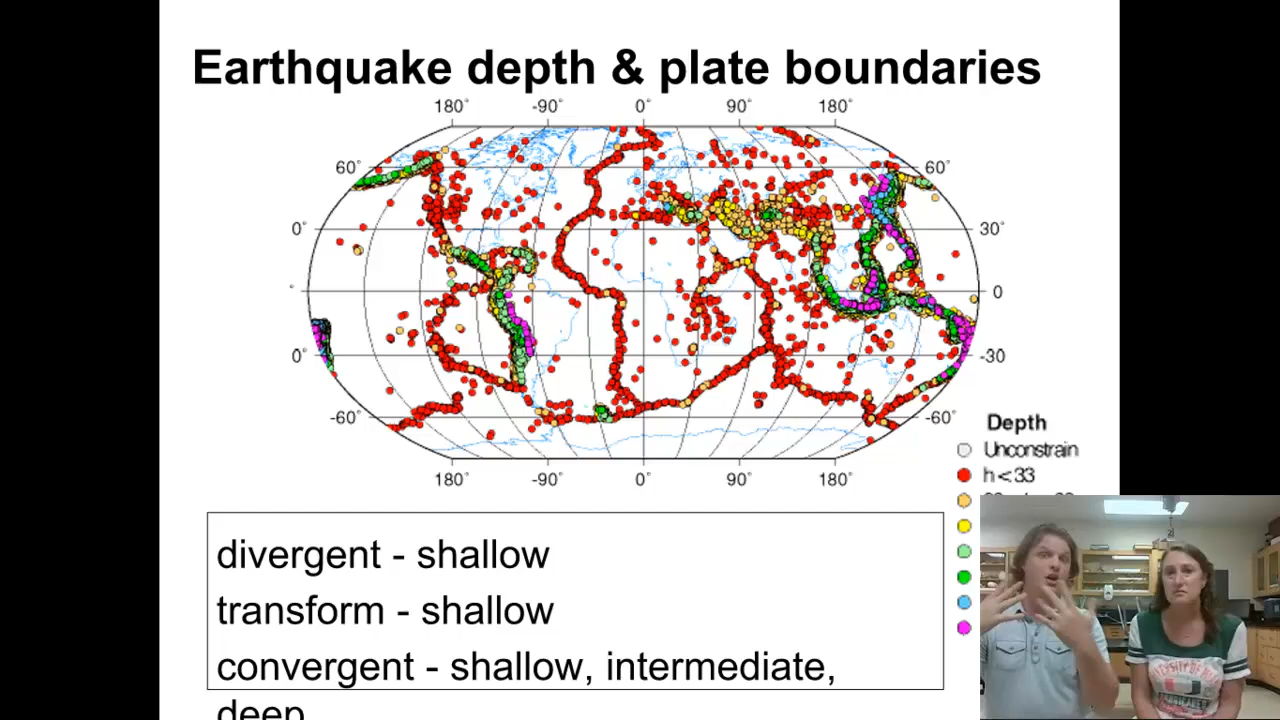 Earthquake depth & plate boundaries
180° -90° 0° 90° 180°
60° 60°
0° 30°
° 0
0° -30
-60° -60°
180° -90° 0° 90° 180°
Depth
Unconstrain
h<33
divergent - shallow
transform - shallow
convergent - shallow, intermediate,
deep